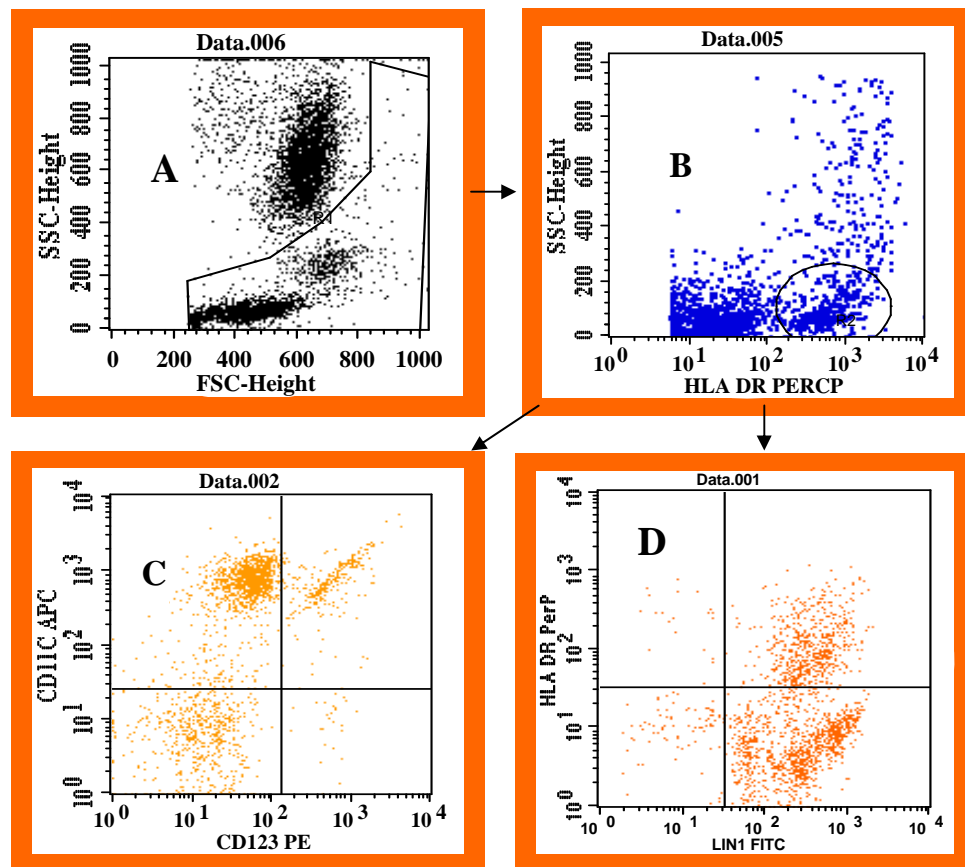 Data.006
1000
800
600
400
200
0
SSC-Height
A
R1
0 200 400 600 800 1000
FSC-Height
Data.005
1000
800
600
400
200
0
SSC-Height
B
R2
10^0 10^1 10^2 10^3 10^4
HLA DR PERCP
Data.002
10^4
10^3
10^2
10^1
10^0
CD11C APC
C
10^0 10^1 10^2 10^3 10^4
CD123 PE
Data.001
10^4
10^3
10^2
10^1
10^0
HLA DR PerP
D
10^0 10^1 10^2 10^3 10^4
LIN1 FITC